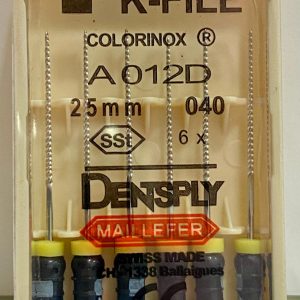 K-FILE
COLORINOX ®
A 012D
25mm 040
SSt 6 x
DENTSPLY
MAILLEFER
SWISS MADE
CH-1338 Ballaigues